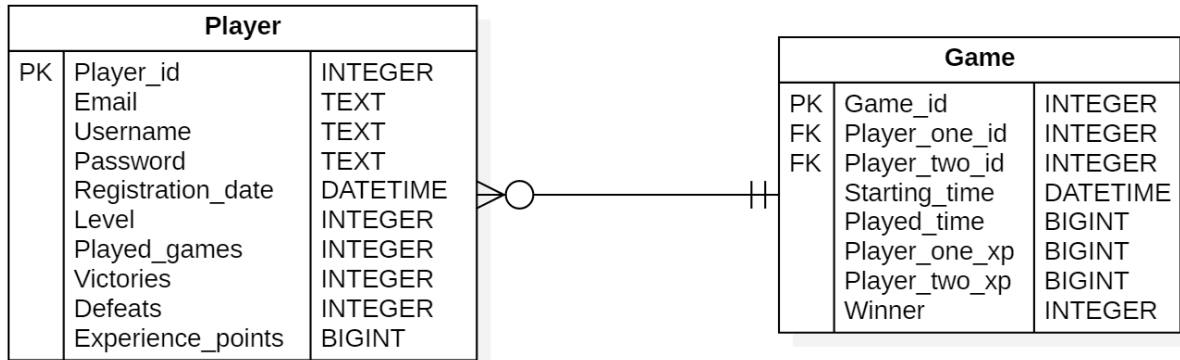 Player
PK Player_id INTEGER
Email TEXT
Username TEXT
Password TEXT
Registration_date DATETIME
Level INTEGER
Played_games INTEGER
Victories INTEGER
Defeats INTEGER
Experience_points BIGINT
Game
PK Game_id INTEGER
FK Player_one_id INTEGER
FK Player_two_id INTEGER
Starting_time DATETIME
Played_time BIGINT
Player_one_xp BIGINT
Player_two_xp BIGINT
Winner INTEGER